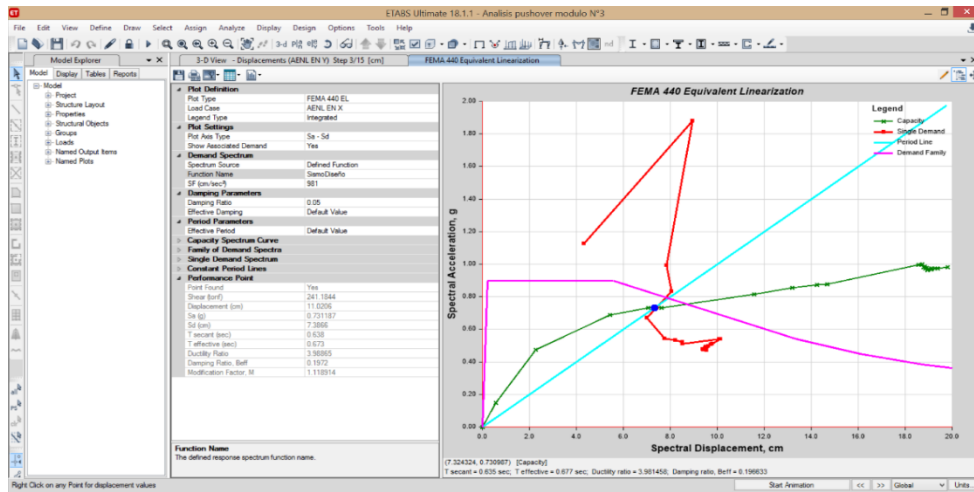 ETABS Ultimate 18.1.1 - Analisis pushover modulo N°3
File Edit View Define Draw Select Assign Analyze Display Design Options Tools Help
Model Explorer
Model Display Tables Reports
Model
Project
Structure Layout
Properties
Structural Objects
Groups
Loads
Named Output Items
Named Plots
3-D View - Displacements (AENL EN Y) Step 3/15 [cm]
FEMA 440 Equivalent Linearization
Plot Definition
Plot Type FEMA 440 EL
Load Case AENL EN X
Legend Type Integrated
Plot Settings
Plot Axis Type Sa - Sd
Show Associated Demand Yes
Demand Spectrum
Spectrum Source Defined Function
Function Name SismoDiseño
SF (cm/sec²) 981
Damping Parameters
Damping Ratio 0.05
Effective Damping Default Value
Period Parameters
Effective Period Default Value
Capacity Spectrum Curve
Family of Demand Spectra
Single Demand Spectrum
Constant Period Lines
Performance Point
Point Found Yes
Shear (tonf) 241.1844
Displacement (cm) 11.0206
Sa (g) 0.731187
Sd (cm) 7.3866
T secant (sec) 0.638
T effective (sec) 0.673
Ductility Ratio 3.98865
Damping Ratio, Beff 0.1972
Modification Factor, M 1.118914
Function Name
The defined response spectrum function name.
FEMA 440 Equivalent Linearization
Legend
Capacity
Single Demand
Period Line
Demand Family
Spectral Acceleration, g
2.00
1.80
1.60
1.40
1.20
1.00
0.80
0.60
0.40
0.20
0.00
0.0 2.0 4.0 6.0 8.0 10.0 12.0 14.0 16.0 18.0 20.0
Spectral Displacement, cm
(7.324324, 0.730987) [Capacity]
T secant = 0.635 sec; T effective = 0.677 sec; Ductility ratio = 3.981458; Damping ratio, Beff = 0.196633
Right Click on any Point for displacement values
Start Animation << >> Global Units...